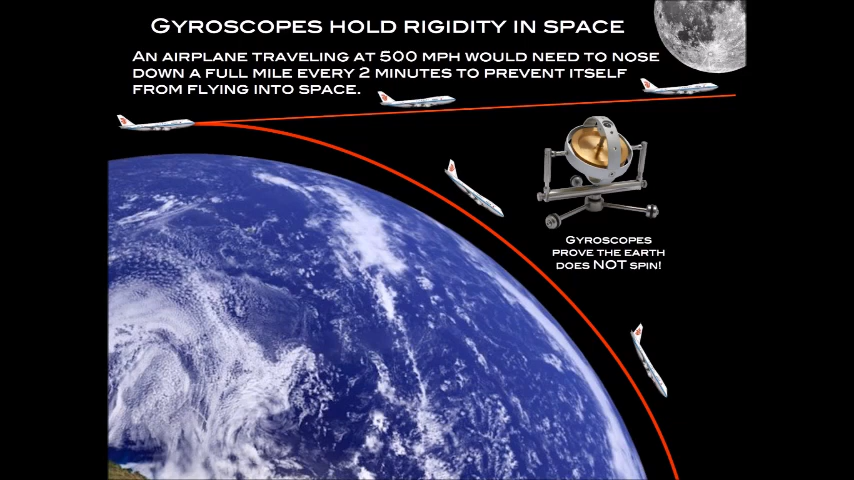 Gyroscopes hold rigidity in space
An airplane traveling at 500 mph would need to nose
down a full mile every 2 minutes to prevent itself
from flying into space.
Gyroscopes
prove the earth
does NOT spin!